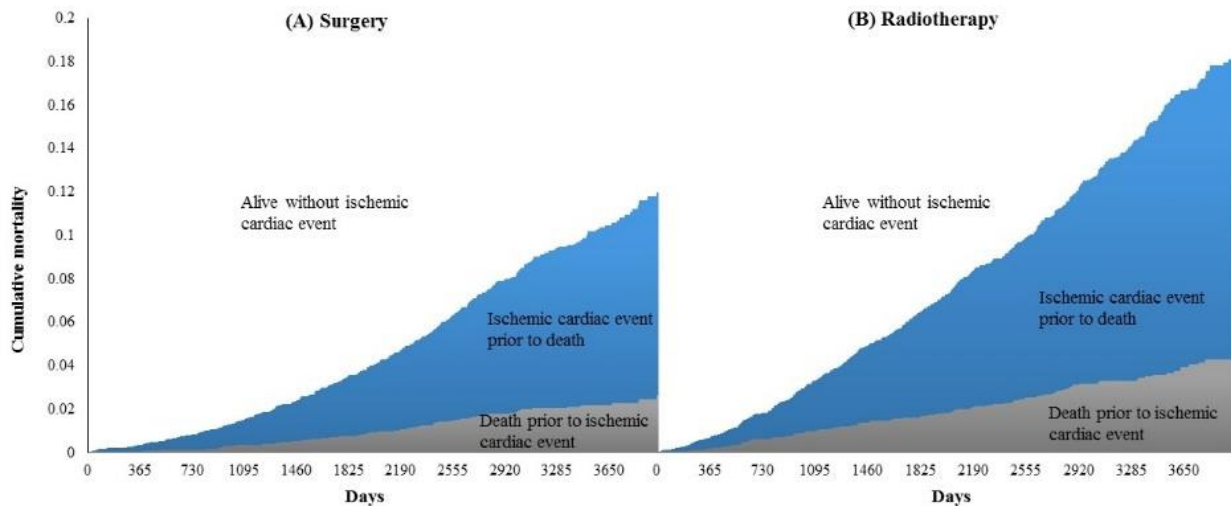 (A) Surgery
(B) Radiotherapy
Cumulative mortality
0.2
0.18
0.16
0.14
0.12
0.1
0.08
0.06
0.04
0.02
0
Alive without ischemic
cardiac event
Ischemic cardiac event
prior to death
Death prior to ischemic
cardiac event
Alive without ischemic
cardiac event
Ischemic cardiac event
prior to death
Death prior to ischemic
cardiac event
0 365 730 1095 1460 1825 2190 2555 2920 3285 3650
0 365 730 1095 1460 1825 2190 2555 2920 3285 3650
Days
Days